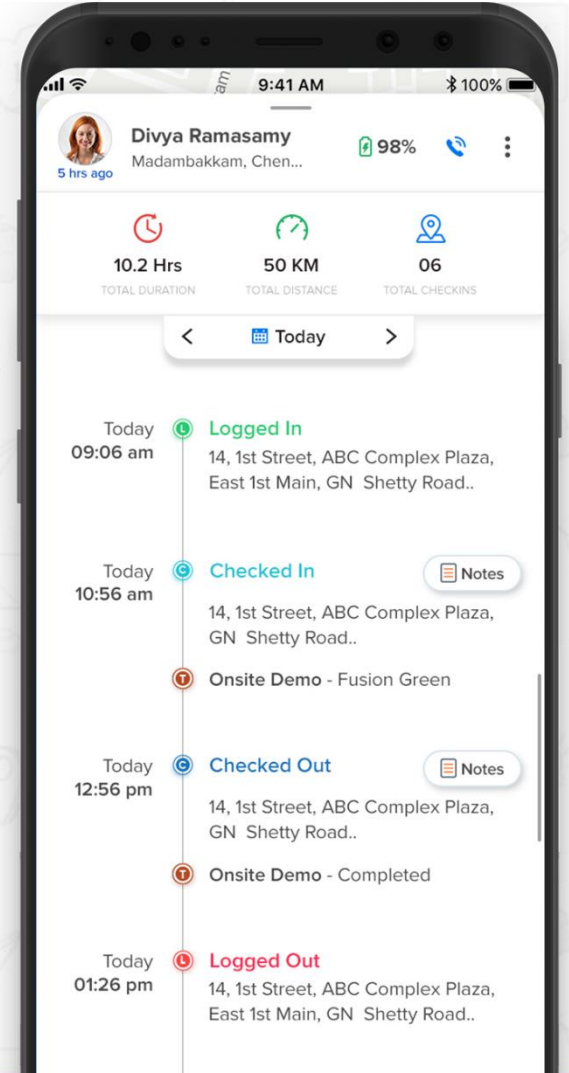 9:41 AM
100%
am
Divya Ramasamy
98%
Madambakkam, Chen...
5 hrs ago
10.2 Hrs
50 KM
06
TOTAL DURATION
TOTAL DISTANCE
TOTAL CHECKINS
< Today >
Today
L
Logged In
09:06 am
14, 1st Street, ABC Complex Plaza,
East 1st Main, GN Shetty Road..
Today
C
Checked In
Notes
10:56 am
14, 1st Street, ABC Complex Plaza,
GN Shetty Road..
T
Onsite Demo - Fusion Green
Today
C
Checked Out
Notes
12:56 pm
14, 1st Street, ABC Complex Plaza,
GN Shetty Road..
T
Onsite Demo - Completed
Today
L
Logged Out
01:26 pm
14, 1st Street, ABC Complex Plaza,
East 1st Main, GN Shetty Road..